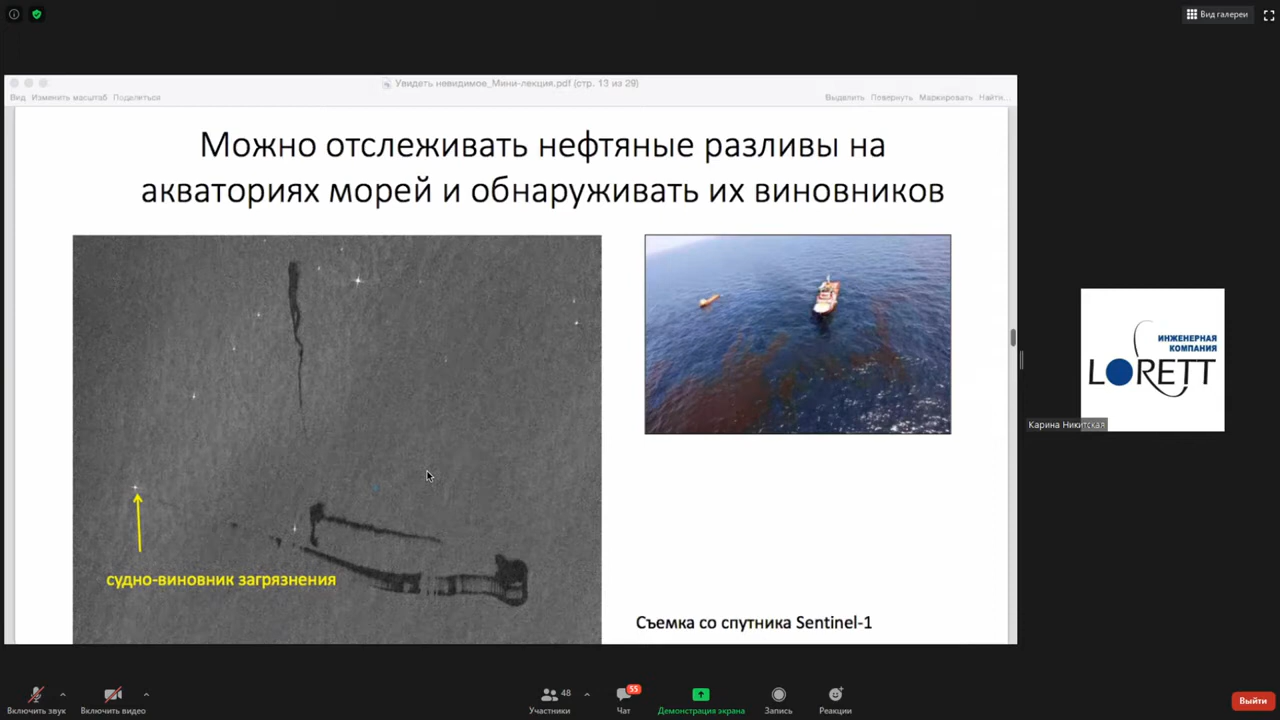 Вид галереи
Увидеть невидимое_Мини-лекция.pdf (стр. 13 из 29)
Вид Изменить масштаб Поделиться
Выделить Повернуть Маркировать Найти...
Можно отслеживать нефтяные разливы на
акваториях морей и обнаруживать их виновников
судно-виновник загрязнения
Съемка со спутника Sentinel-1
ИНЖЕНЕРНАЯ
КОМПАНИЯ
LORETT
Карина Никитская
Включить звук
Включить видео
48
Участники
55
Чат
Демонстрация экрана
Запись
Реакции
Выйти